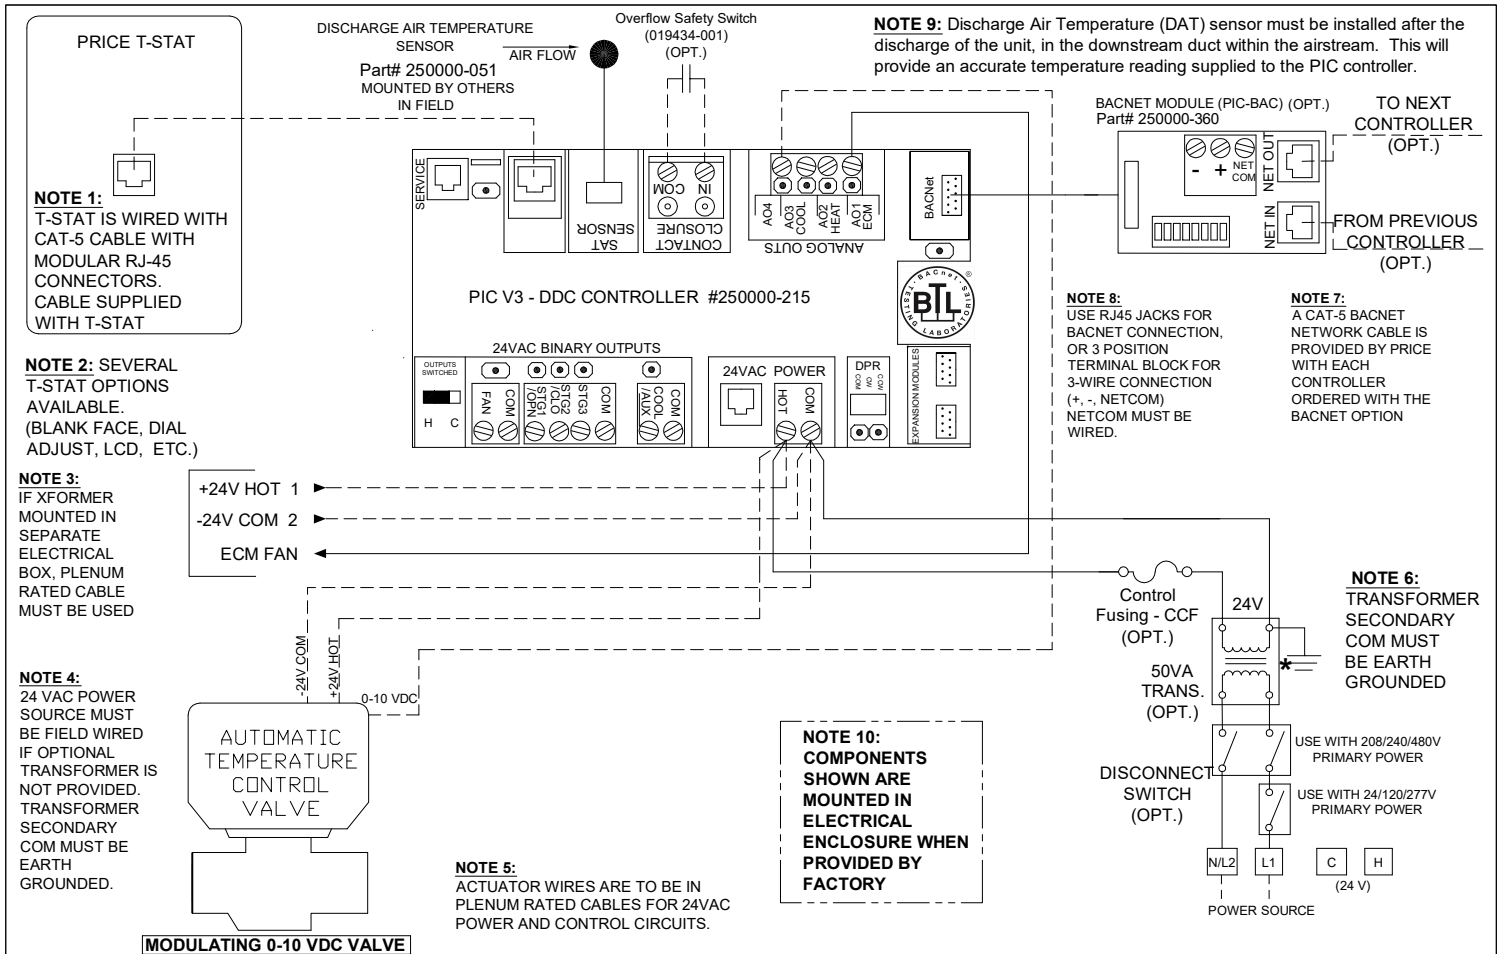 PRICE T-STAT
NOTE 1:
T-STAT IS WIRED WITH
CAT-5 CABLE WITH
MODULAR RJ-45
CONNECTORS.
CABLE SUPPLIED
WITH T-STAT
NOTE 2: SEVERAL
T-STAT OPTIONS
AVAILABLE.
(BLANK FACE, DIAL
ADJUST, LCD, ETC.)
NOTE 3:
IF XFORMER
MOUNTED IN
SEPARATE
ELECTRICAL
BOX, PLENUM
RATED CABLE
MUST BE USED
NOTE 4:
24 VAC POWER
SOURCE MUST
BE FIELD WIRED
IF OPTIONAL
TRANSFORMER IS
NOT PROVIDED.
TRANSFORMER
SECONDARY
COM MUST BE
EARTH
GROUNDED.
DISCHARGE AIR TEMPERATURE
SENSOR
Part# 250000-051
MOUNTED BY OTHERS
IN FIELD
AIR FLOW
Overflow Safety Switch
(019434-001)
(OPT.)
NOTE 9: Discharge Air Temperature (DAT) sensor must be installed after the
discharge of the unit, in the downstream duct within the airstream. This will
provide an accurate temperature reading supplied to the PIC controller.
BACNET MODULE (PIC-BAC) (OPT.)
Part# 250000-360
- + NET
COM
NET OUT
NET IN
TO NEXT
CONTROLLER
(OPT.)
FROM PREVIOUS
CONTROLLER
(OPT.)
SERVICE
SAT
SENSOR
COM
IN
CONTACT
CLOSURE
AO4
AO3
COOL
AO2
HEAT
AO1
ECM
ANALOG OUTS
BACNet
PIC V3 - DDC CONTROLLER #250000-215
BACnet
TESTING LABORATORIES
BTL
®
24VAC BINARY OUTPUTS
OUTPUTS
SWITCHED
H C
FAN
COM
STG1
/OPN
STG2
/CLO
STG3
COM
COOL
/AUX
COM
24VAC POWER
HOT
COM
DPR
COM
NO
COM
EXPANSION MODULES
NOTE 8:
USE RJ45 JACKS FOR
BACNET CONNECTION,
OR 3 POSITION
TERMINAL BLOCK FOR
3-WIRE CONNECTION
(+, -, NETCOM)
NETCOM MUST BE
WIRED.
NOTE 7:
A CAT-5 BACNET
NETWORK CABLE IS
PROVIDED BY PRICE
WITH EACH
CONTROLLER
ORDERED WITH THE
BACNET OPTION
+24V HOT 1
-24V COM 2
ECM FAN
-24V COM
+24V HOT
0-10 VDC
AUTOMATIC
TEMPERATURE
CONTROL
VALVE
MODULATING 0-10 VDC VALVE
NOTE 5:
ACTUATOR WIRES ARE TO BE IN
PLENUM RATED CABLES FOR 24VAC
POWER AND CONTROL CIRCUITS.
NOTE 10:
COMPONENTS
SHOWN ARE
MOUNTED IN
ELECTRICAL
ENCLOSURE WHEN
PROVIDED BY
FACTORY
Control
Fusing - CCF
(OPT.)
24V
50VA
TRANS.
(OPT.)
*
NOTE 6:
TRANSFORMER
SECONDARY
COM MUST
BE EARTH
GROUNDED
DISCONNECT
SWITCH
(OPT.)
USE WITH 208/240/480V
PRIMARY POWER
USE WITH 24/120/277V
PRIMARY POWER
N/L2
L1
C
H
(24 V)
POWER SOURCE